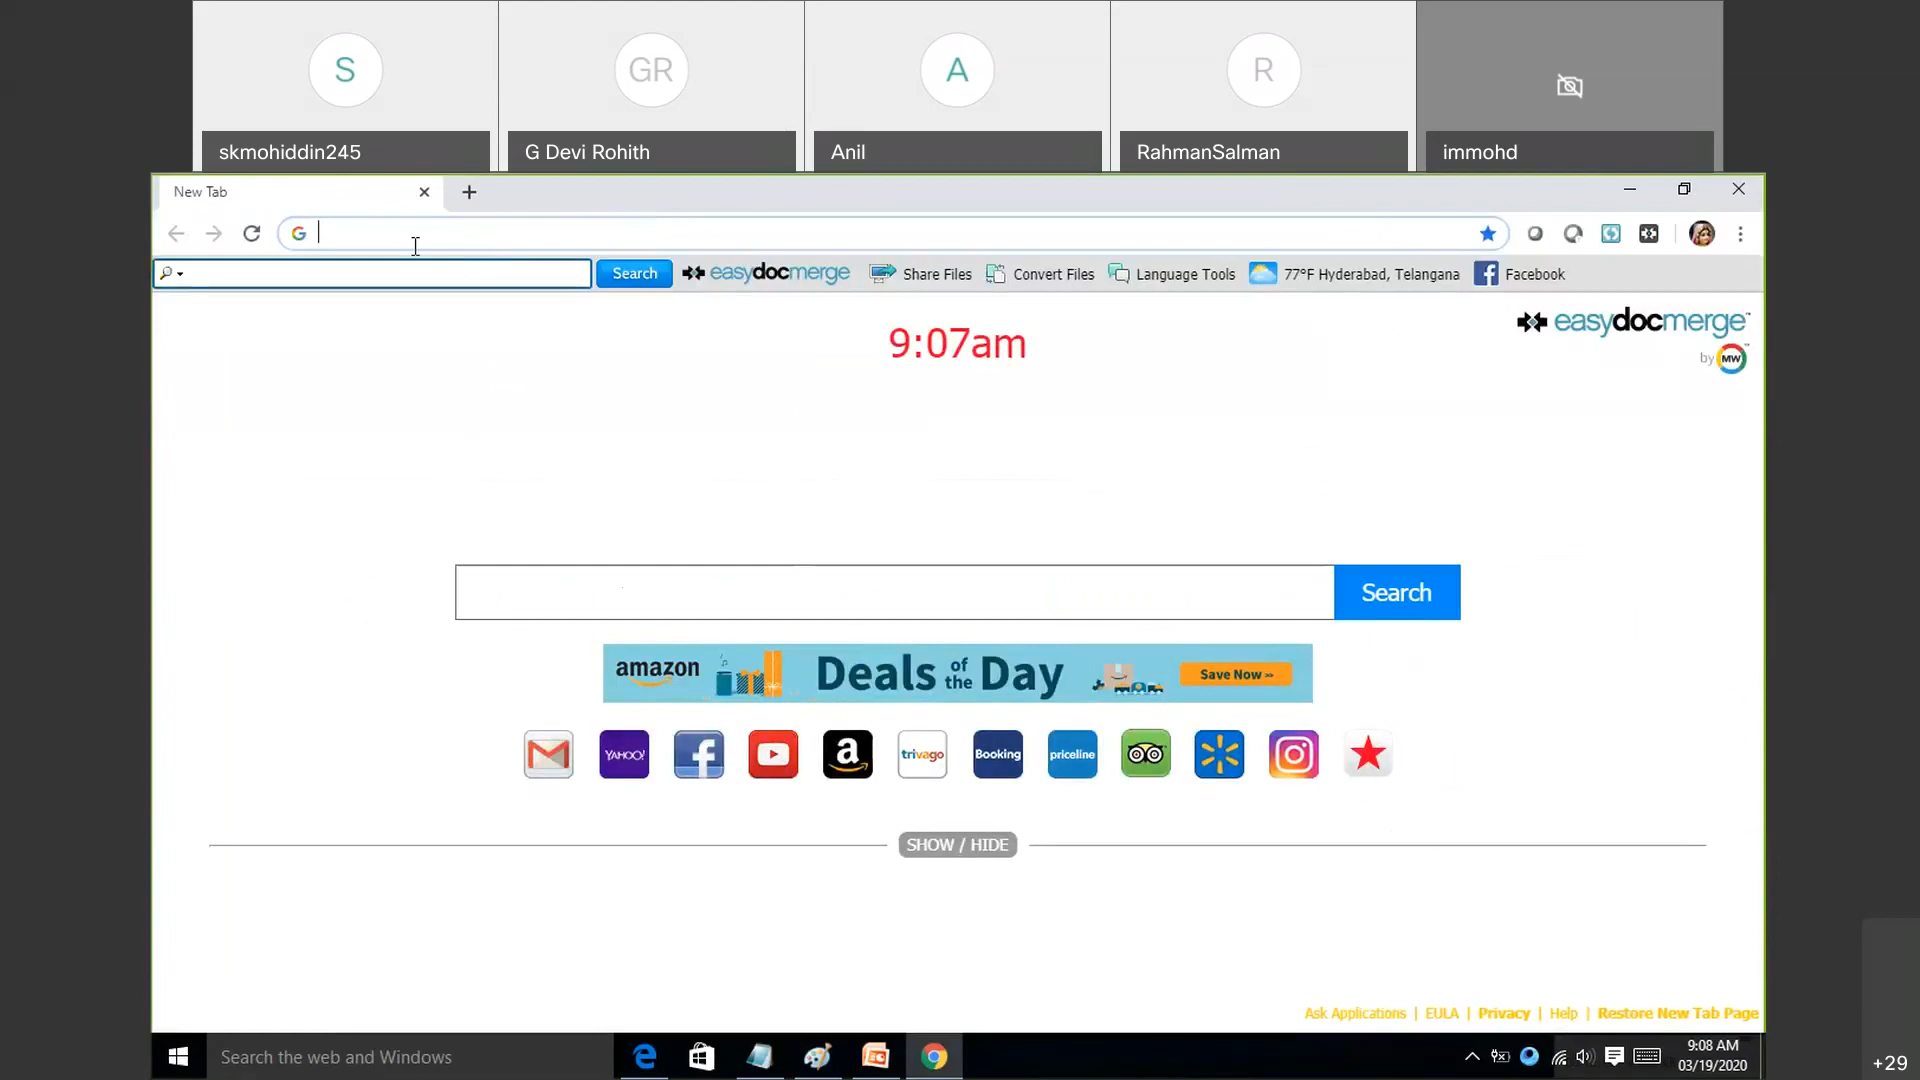 S
GR
A
R
skmohiddin245
G Devi Rohith
Anil
RahmanSalman
immohd
New Tab
G
Search
easydocmerge
Share Files
Convert Files
Language Tools
77°F Hyderabad, Telangana
Facebook
9:07am
easydocmerge™
by MW™
Search
amazon
Deals of the Day
Save Now »
YAHOO!
f
a
trivago
Booking
priceline
SHOW / HIDE
Ask Applications | EULA | Privacy | Help | Restore New Tab Page
Search the web and Windows
9:08 AM
03/19/2020
+29